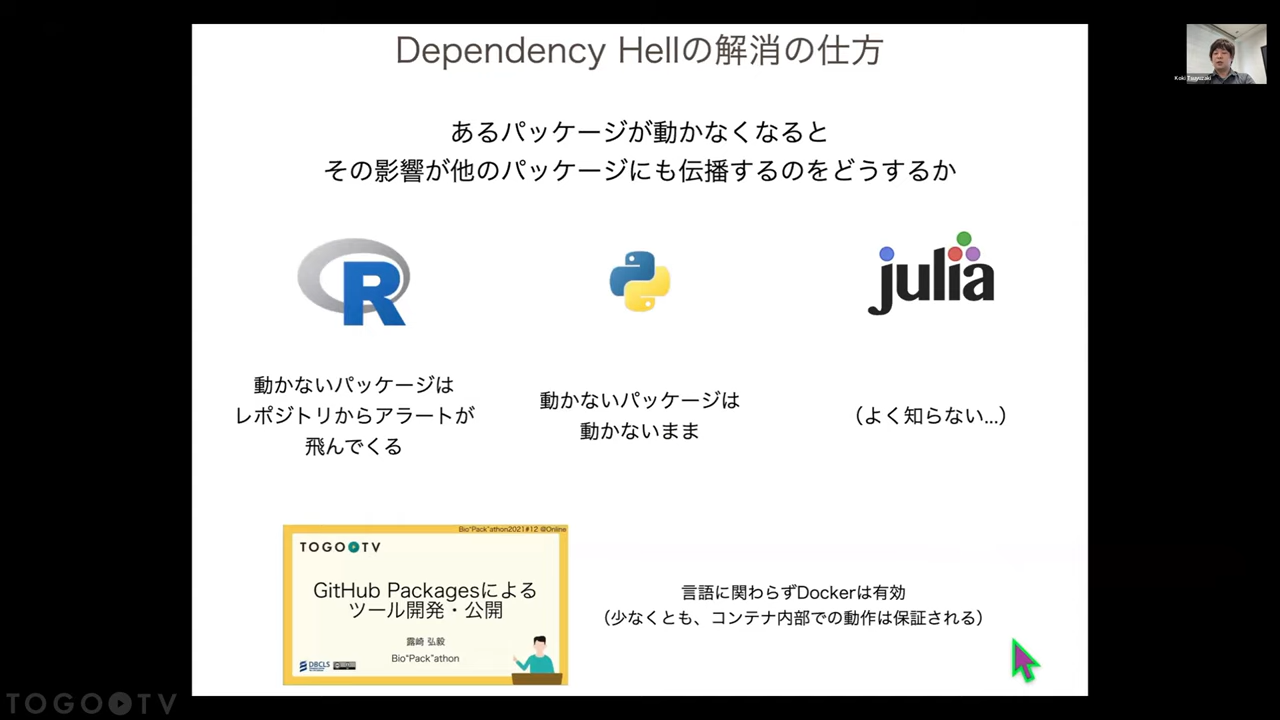 Dependency Hellの解消の仕方
Koki Tsuyuzaki
あるパッケージが動かなくなると
その影響が他のパッケージにも伝播するのをどうするか
R
julia
動かないパッケージは
レポジトリからアラートが
飛んでくる
動かないパッケージは
動かないまま
（よく知らない...）
Bio"Pack"athon2021#12 @Online
TOGO TV
GitHub Packagesによる
ツール開発・公開
露崎 弘毅
Bio"Pack"athon
DBCLS
言語に関わらずDockerは有効
（少なくとも、コンテナ内部での動作は保証される）
TOGO TV